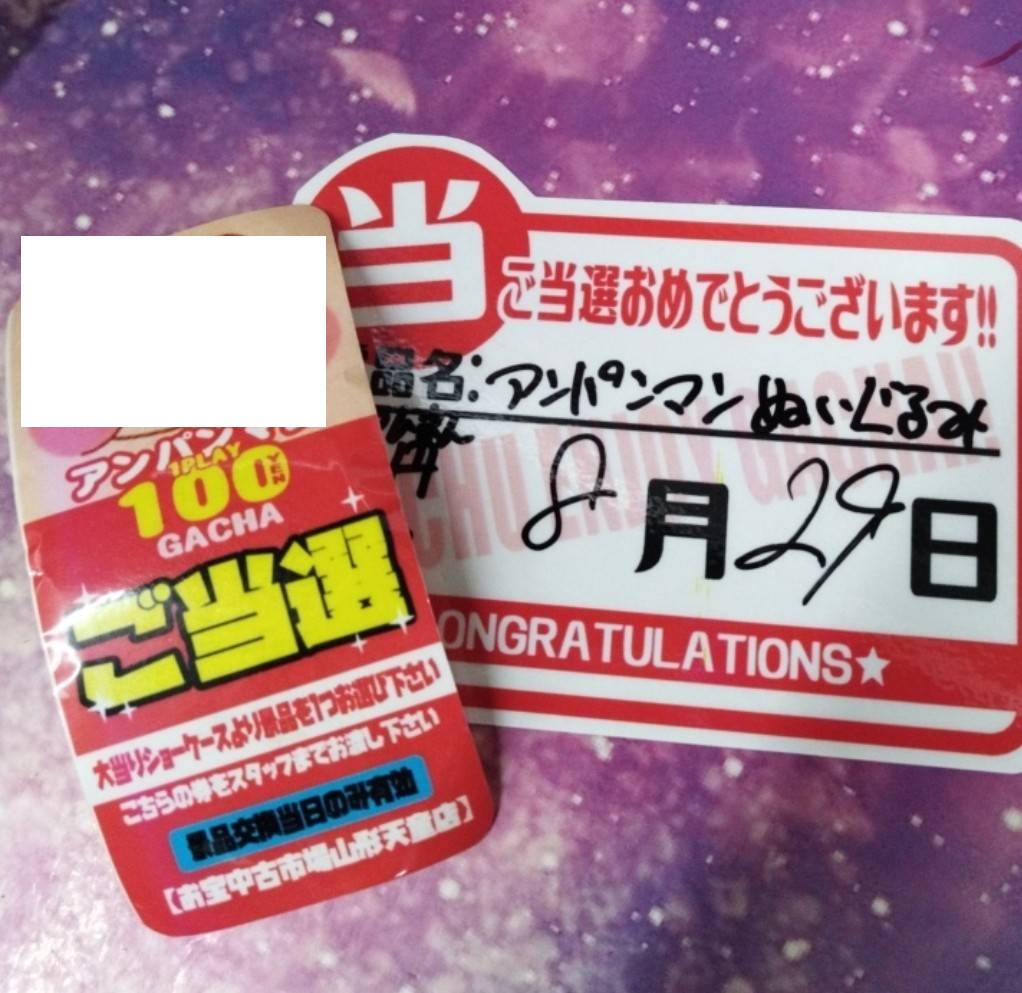 当
ご当選おめでとうございます!!
品名:アンパンマン ぬいぐるみ
8月29日
ONGRATULATIONS★
アンパンマ
1PLAY
100YEN
GACHA
ご当選
大当りショーケースより景品を1つお選び下さい
こちらの券をスタッフまでお渡し下さい
景品交換当日のみ有効
【お宝中古市場山形天童店】